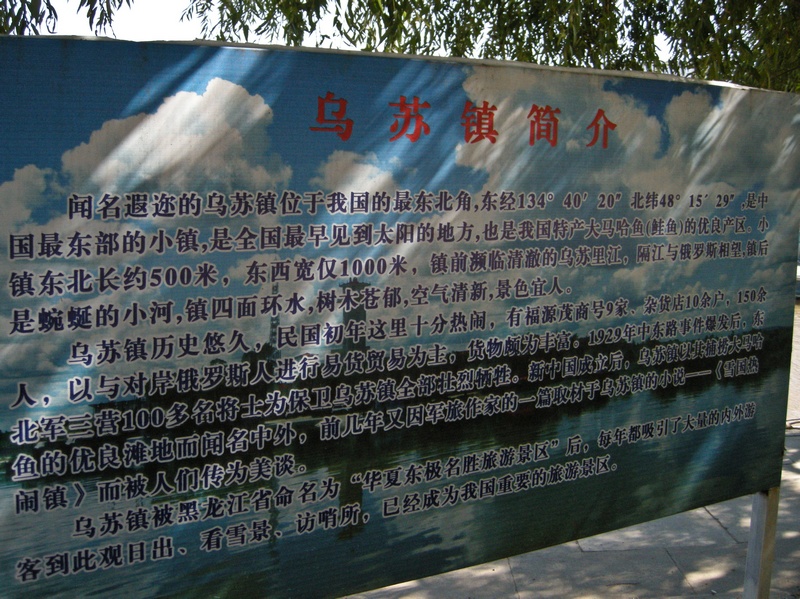 乌苏镇简介
闻名遐迩的乌苏镇位于我国的最东北角,东经134° 40′ 20″ 北纬48° 15′ 29″,是中
国最东部的小镇,是全国最早见到太阳的地方,也是我国特产大马哈鱼(鲑鱼)的优良产区。小
镇东北长约500米，东西宽仅1000米，镇前濒临清澈的乌苏里江，隔江与俄罗斯相望,镇后
是蜿蜒的小河,镇四面环水,树木苍郁,空气清新,景色宜人。
乌苏镇历史悠久，民国初年这里十分热闹，有福源茂商号9家、杂货店10余户，150余
人，以与对岸俄罗斯人进行易货贸易为主，货物颇为丰富。1929年中东路事件爆发后，东
北军三营100多名将士为保卫乌苏镇全部壮烈牺牲。新中国成立后，乌苏镇以其捕捞大马哈
鱼的优良滩地而闻名中外，前几年又因军旅作家的一篇取材于乌苏镇的小说——《雪国热
闹镇》而被人们传为美谈。
乌苏镇被黑龙江省命名为“华夏东极名胜旅游景区”后，每年都吸引了大量的内外游
客到此观日出、看雪景、访哨所，已经成为我国重要的旅游景区。